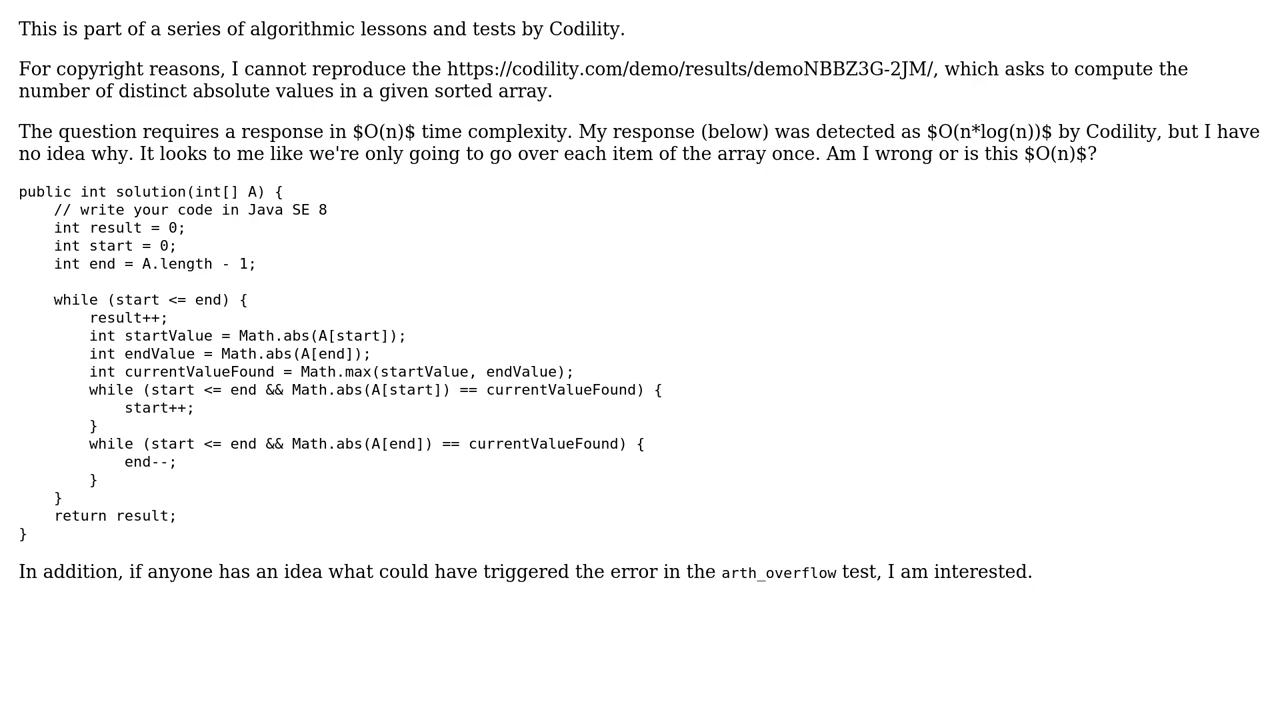 This is part of a series of algorithmic lessons and tests by Codility.
For copyright reasons, I cannot reproduce the https://codility.com/demo/results/demoNBBZ3G-2JM/, which asks to compute the
number of distinct absolute values in a given sorted array.
The question requires a response in $O(n)$ time complexity. My response (below) was detected as $O(n*log(n))$ by Codility, but I have
no idea why. It looks to me like we're only going to go over each item of the array once. Am I wrong or is this $O(n)$?
public int solution(int[] A) {
    // write your code in Java SE 8
    int result = 0;
    int start = 0;
    int end = A.length - 1;

    while (start <= end) {
        result++;
        int startValue = Math.abs(A[start]);
        int endValue = Math.abs(A[end]);
        int currentValueFound = Math.max(startValue, endValue);
        while (start <= end && Math.abs(A[start]) == currentValueFound) {
            start++;
        }
        while (start <= end && Math.abs(A[end]) == currentValueFound) {
            end--;
        }
    }
    return result;
}
In addition, if anyone has an idea what could have triggered the error in the arth_overflow test, I am interested.